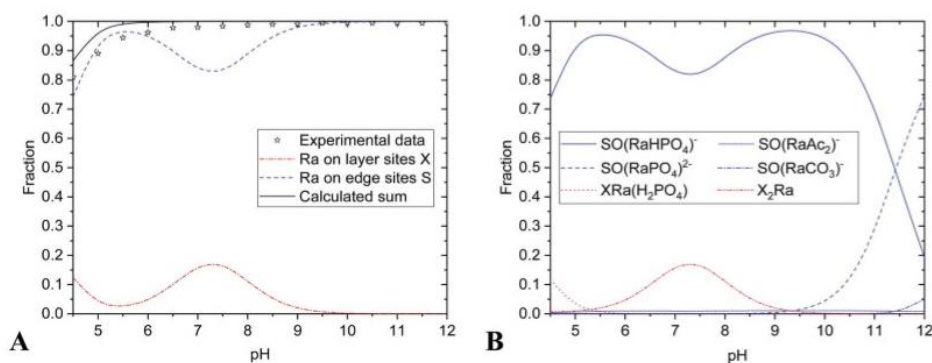 1.0
0.9
0.8
0.7
0.6
0.5
0.4
0.3
0.2
0.1
0.0
Fraction
Experimental data
Ra on layer sites X
Ra on edge sites S
Calculated sum
5 6 7 8 9 10 11 12
pH
A
1.0
0.9
0.8
0.7
0.6
0.5
0.4
0.3
0.2
0.1
0.0
Fraction
SO(RaHPO₄)⁻ SO(RaAc₂)⁻
SO(RaPO₄)²⁻ SO(RaCO₃)⁻
XRa(H₂PO₄) X₂Ra
5 6 7 8 9 10 11 12
pH
B